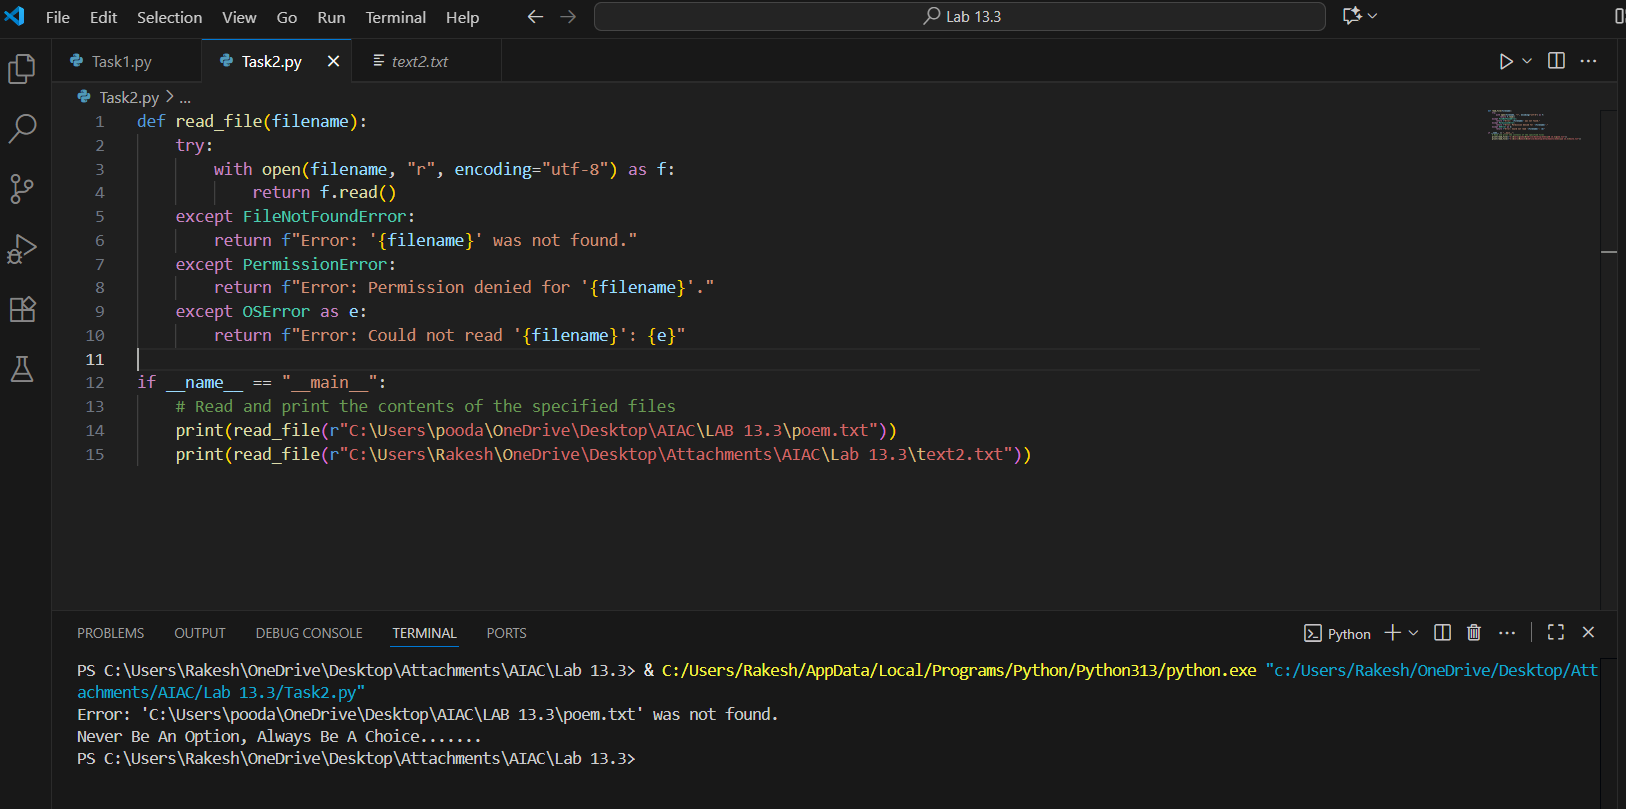 File Edit Selection View Go Run Terminal Help
Lab 13.3
Task1.py
Task2.py
text2.txt
Task2.py > ...
1 def read_file(filename):
2     try:
3         with open(filename, "r", encoding="utf-8") as f:
4             return f.read()
5     except FileNotFoundError:
6         return f"Error: '{filename}' was not found."
7     except PermissionError:
8         return f"Error: Permission denied for '{filename}'."
9     except OSError as e:
10         return f"Error: Could not read '{filename}': {e}"
11
12 if __name__ == "__main__":
13     # Read and print the contents of the specified files
14     print(read_file(r"C:\Users\pooda\OneDrive\Desktop\AIAC\LAB 13.3\poem.txt"))
15     print(read_file(r"C:\Users\Rakesh\OneDrive\Desktop\Attachments\AIAC\Lab 13.3\text2.txt"))
PROBLEMS OUTPUT DEBUG CONSOLE TERMINAL PORTS
Python
PS C:\Users\Rakesh\OneDrive\Desktop\Attachments\AIAC\Lab 13.3> & C:/Users/Rakesh/AppData/Local/Programs/Python/Python313/python.exe "c:/Users/Rakesh/OneDrive/Desktop/Att
achments/AIAC/Lab 13.3/Task2.py"
Error: 'C:\Users\pooda\OneDrive\Desktop\AIAC\LAB 13.3\poem.txt' was not found.
Never Be An Option, Always Be A Choice.......
PS C:\Users\Rakesh\OneDrive\Desktop\Attachments\AIAC\Lab 13.3>